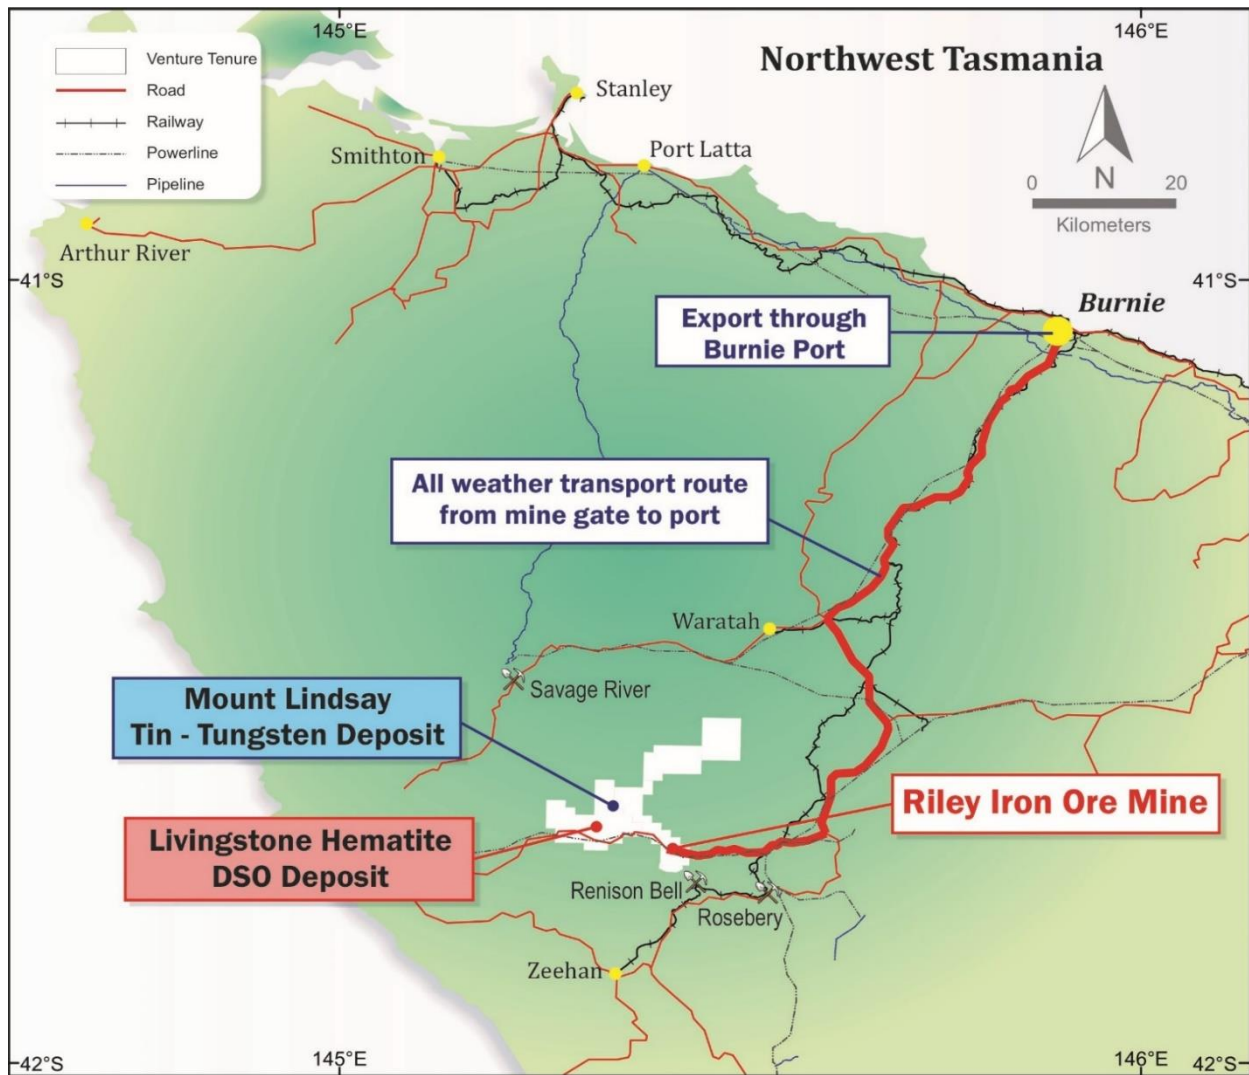 145°E
146°E
Venture Tenure
Road
Railway
Powerline
Pipeline
Northwest Tasmania
Stanley
Smithton
Port Latta
N
0
20
Kilometers
Arthur River
41°S
41°S
Burnie
Export through
Burnie Port
All weather transport route
from mine gate to port
Waratah
Savage River
Mount Lindsay
Tin - Tungsten Deposit
Riley Iron Ore Mine
Livingstone Hematite
DSO Deposit
Renison Bell
Rosebery
Zeehan
42°S
145°E
146°E
42°S